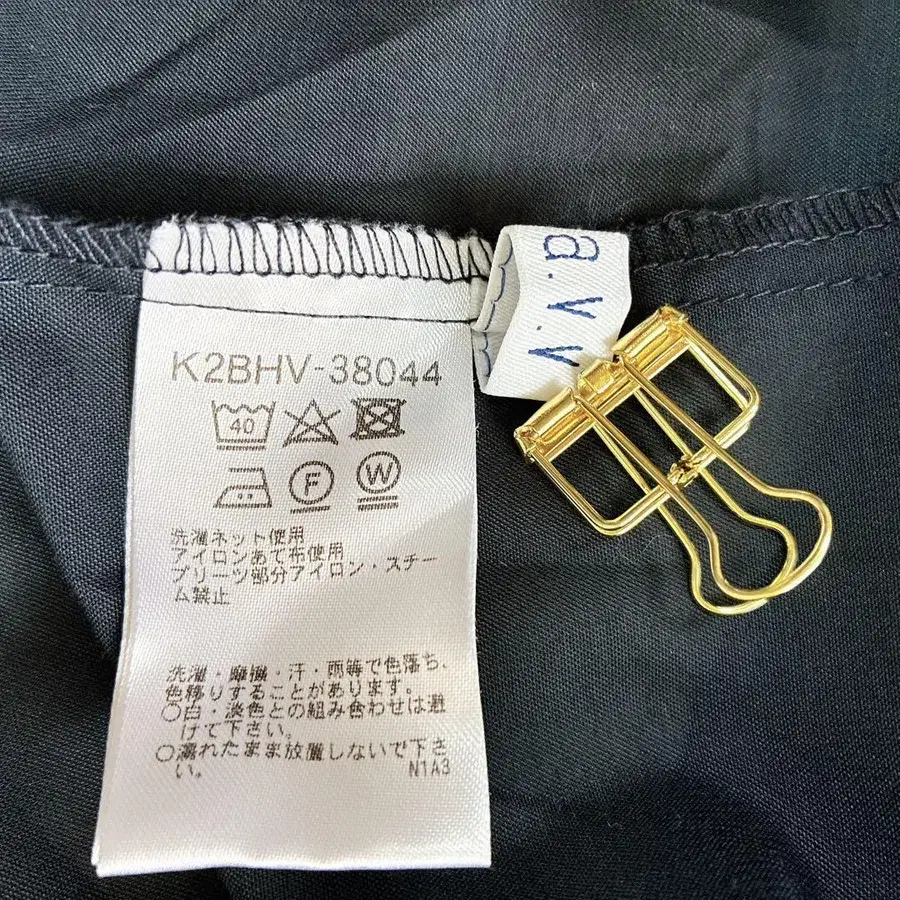 a.v.v
K2BHV-38044
40
F
W
洗濯ネット使用
アイロンあて布使用
プリーツ部分アイロン・スチー
ム禁止
洗濯・摩擦・汗・雨等で色落ち、
色移りすることがあります。
○白・淡色との組み合わせは避
けて下さい。
○濡れたまま放置しないで下さ
い。
N1A3